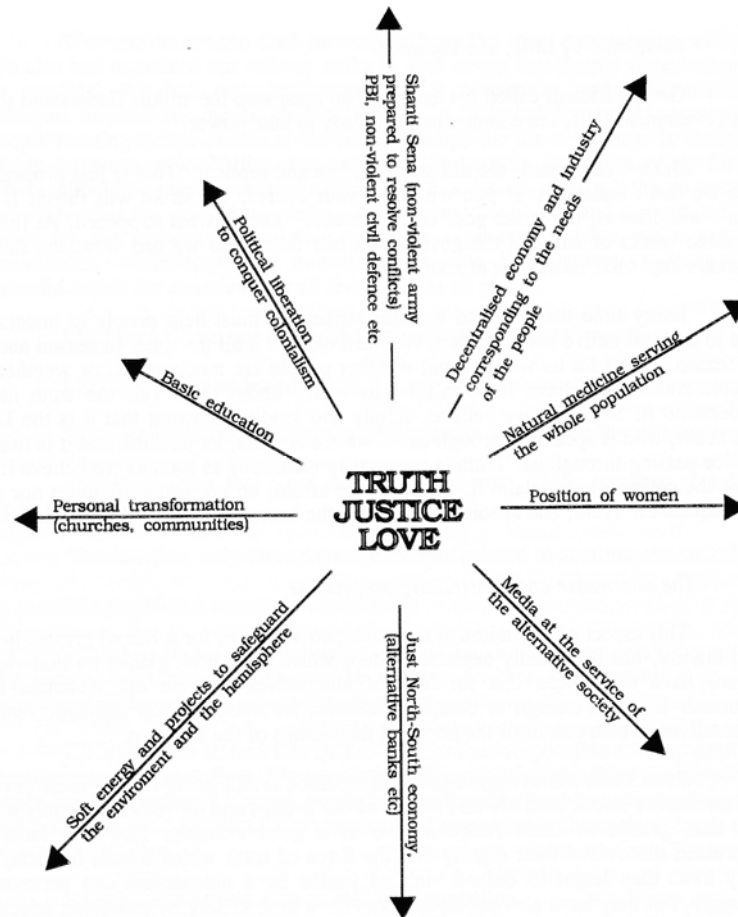 Shanti Sena (non-violent army
prepared to resolve conflicts)
PBI, non-violent civil defence etc
Decentralised economy and industry
corresponding to the needs
of the people
Political liberation
to conquer colonialism
Natural medicine serving
the whole population
Basic education
TRUTH
JUSTICE
LOVE
Personal transformation
(churches, communities)
Position of women
Soft energy and projects to safeguard
the enviroment and the hemisphere
Just North-South economy,
(alternative banks etc)
Media at the service of
the alternative society